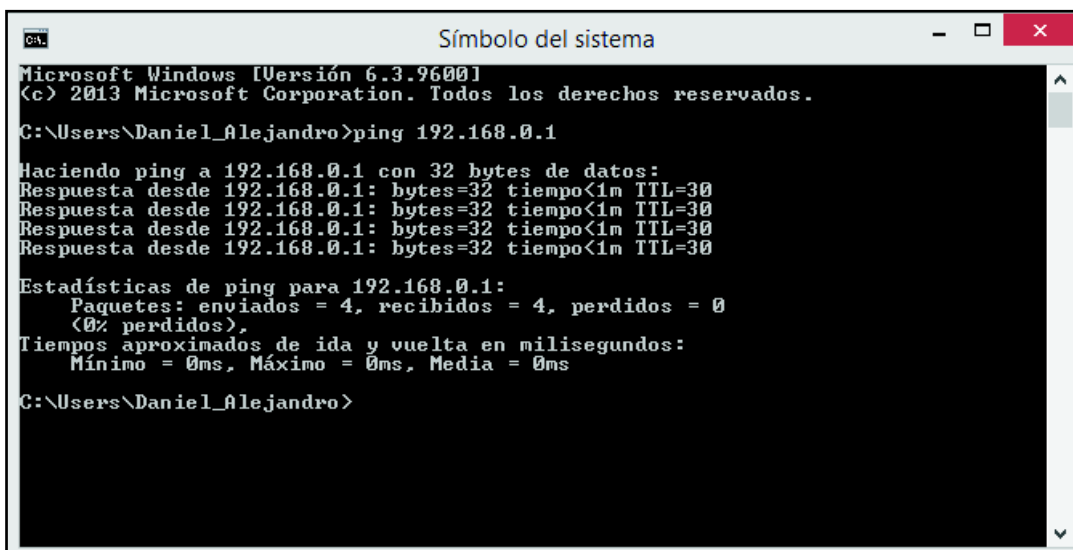 Símbolo del sistema
Microsoft Windows [Versión 6.3.9600]
(c) 2013 Microsoft Corporation. Todos los derechos reservados.
C:\Users\Daniel_Alejandro>ping 192.168.0.1
Haciendo ping a 192.168.0.1 con 32 bytes de datos:
Respuesta desde 192.168.0.1: bytes=32 tiempo<1m TTL=30
Respuesta desde 192.168.0.1: bytes=32 tiempo<1m TTL=30
Respuesta desde 192.168.0.1: bytes=32 tiempo<1m TTL=30
Respuesta desde 192.168.0.1: bytes=32 tiempo<1m TTL=30
Estadísticas de ping para 192.168.0.1:
Paquetes: enviados = 4, recibidos = 4, perdidos = 0
(0% perdidos),
Tiempos aproximados de ida y vuelta en milisegundos:
Mínimo = 0ms, Máximo = 0ms, Media = 0ms
C:\Users\Daniel_Alejandro>